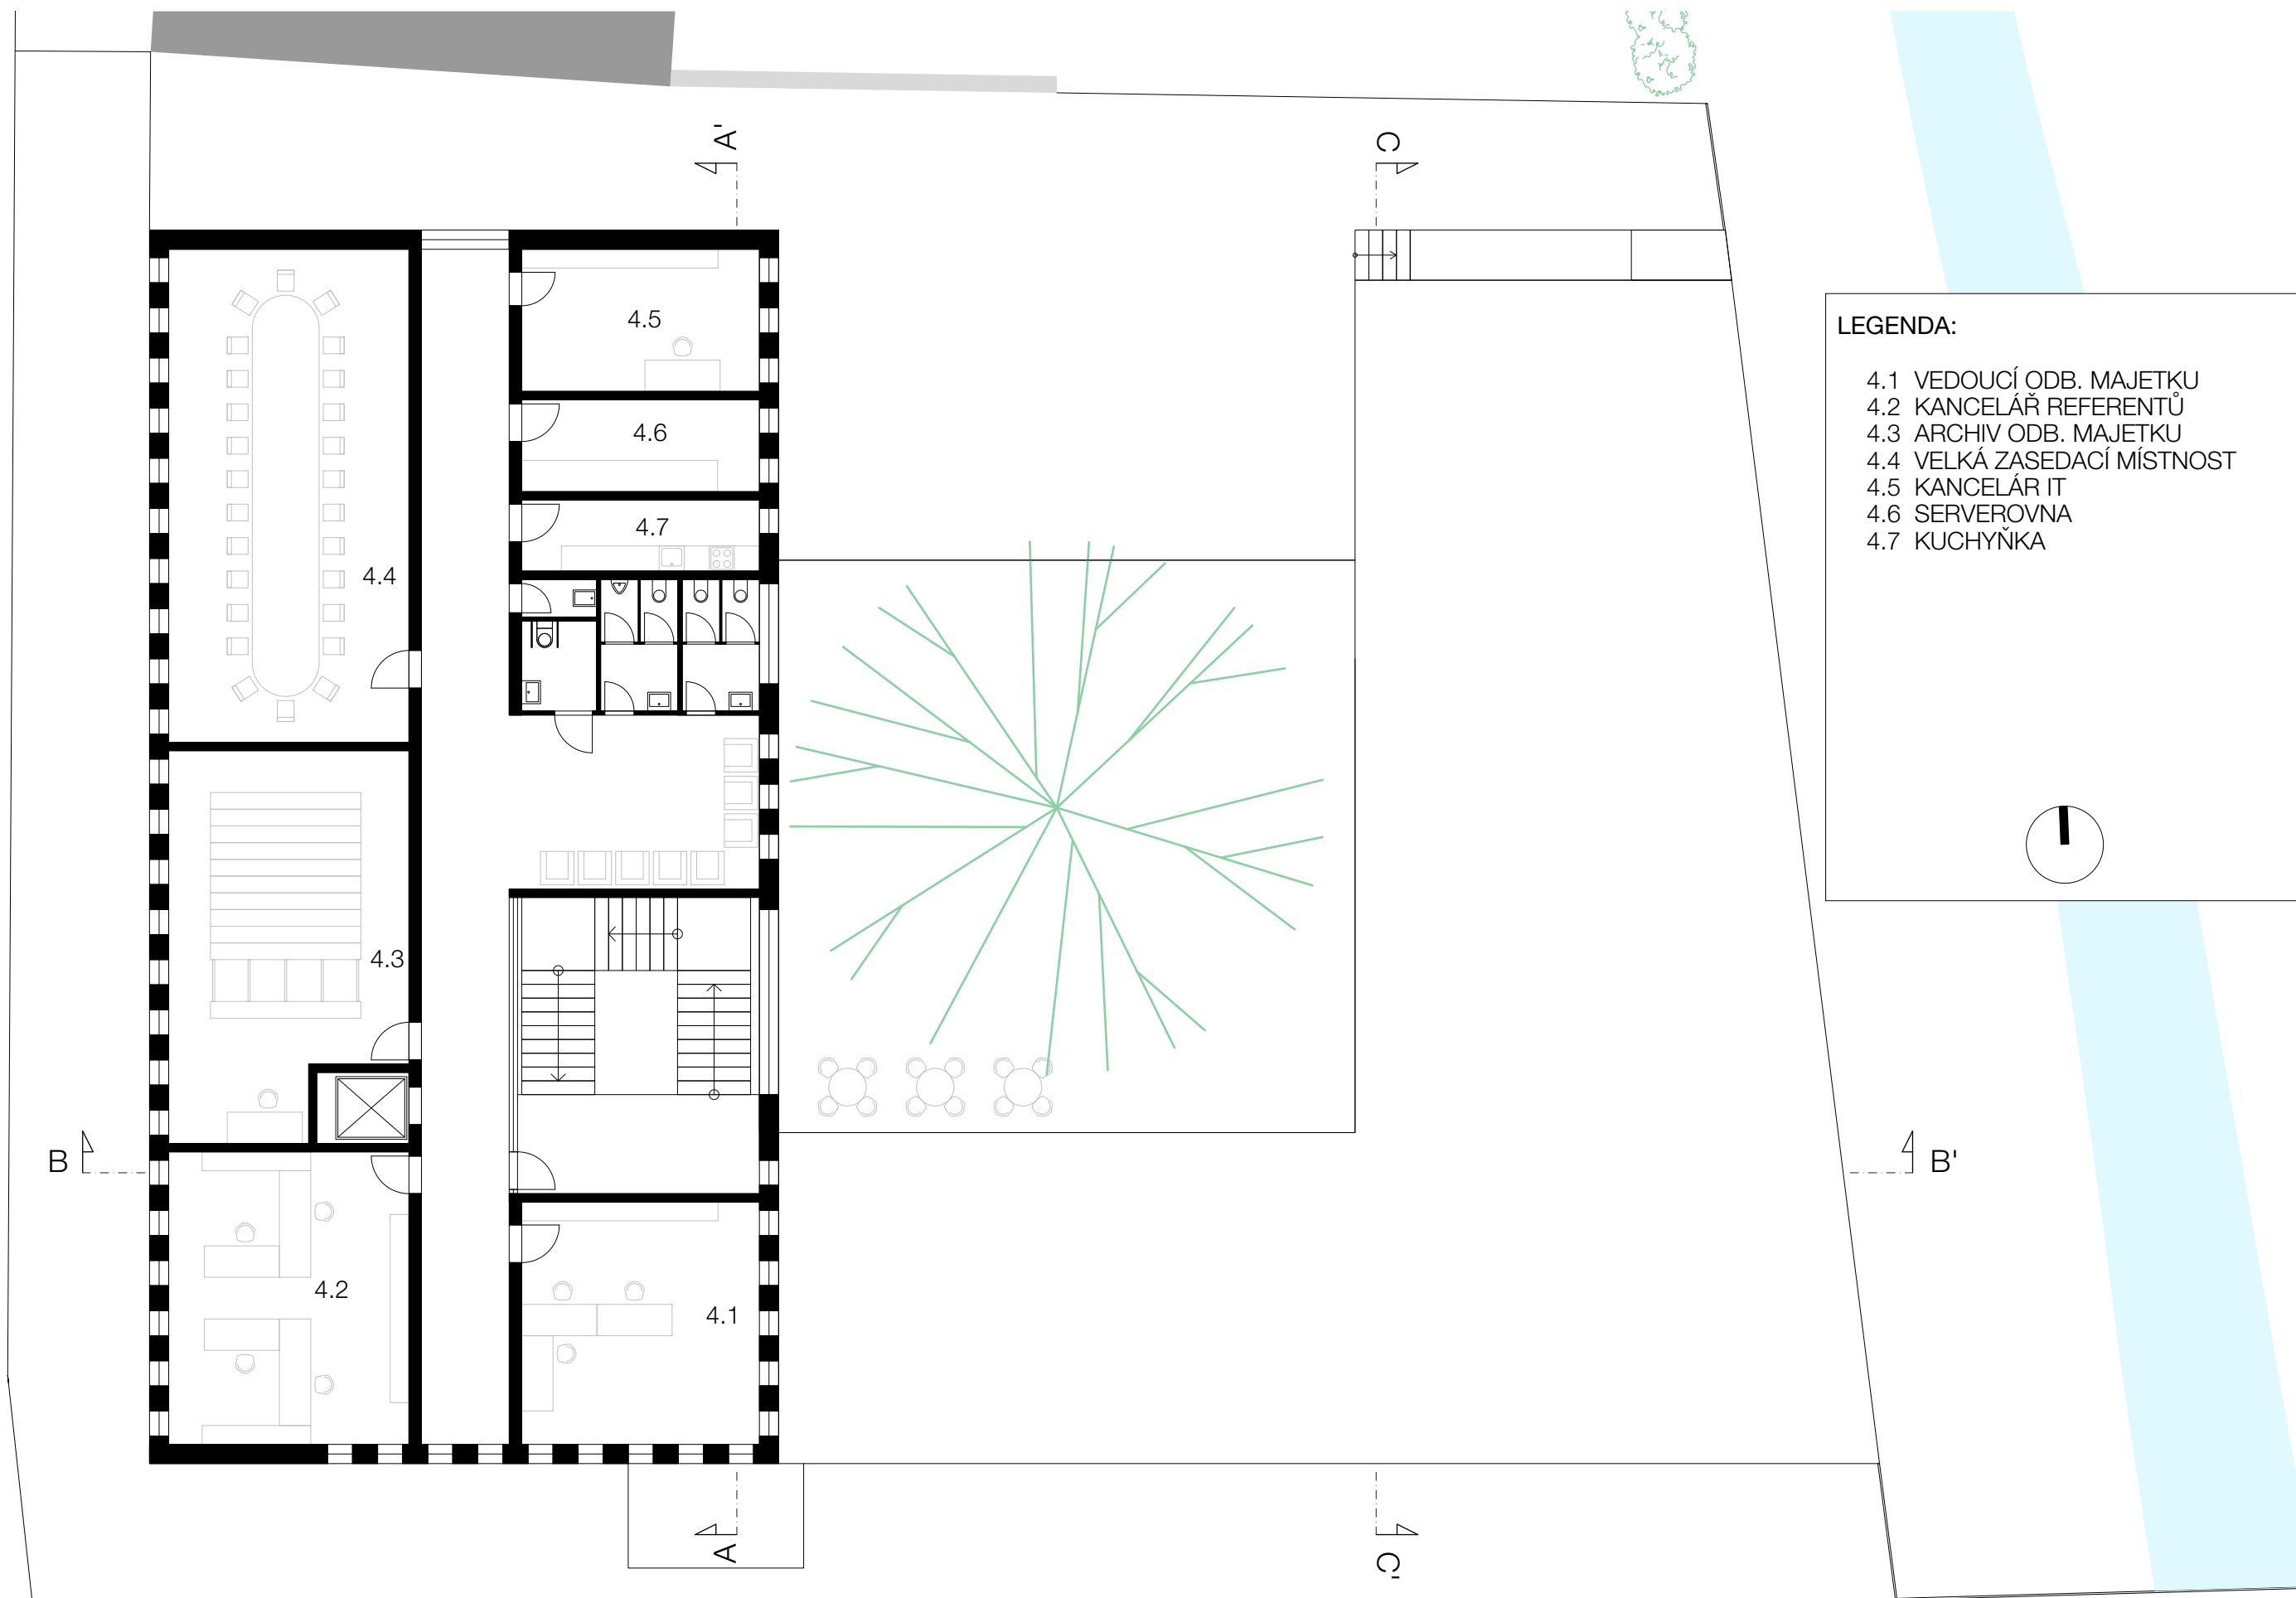 A'
C
4.5
LEGENDA:
4.1 VEDOUCÍ ODB. MAJETKU
4.2 KANCELÁŘ REFERENTŮ
4.3 ARCHIV ODB. MAJETKU
4.4 VELKÁ ZASEDACÍ MÍSTNOST
4.5 KANCELÁR IT
4.6 SERVEROVNA
4.7 KUCHYŇKA
4.6
4.7
4.4
4.3
B
B'
4.2
4.1
A
C'